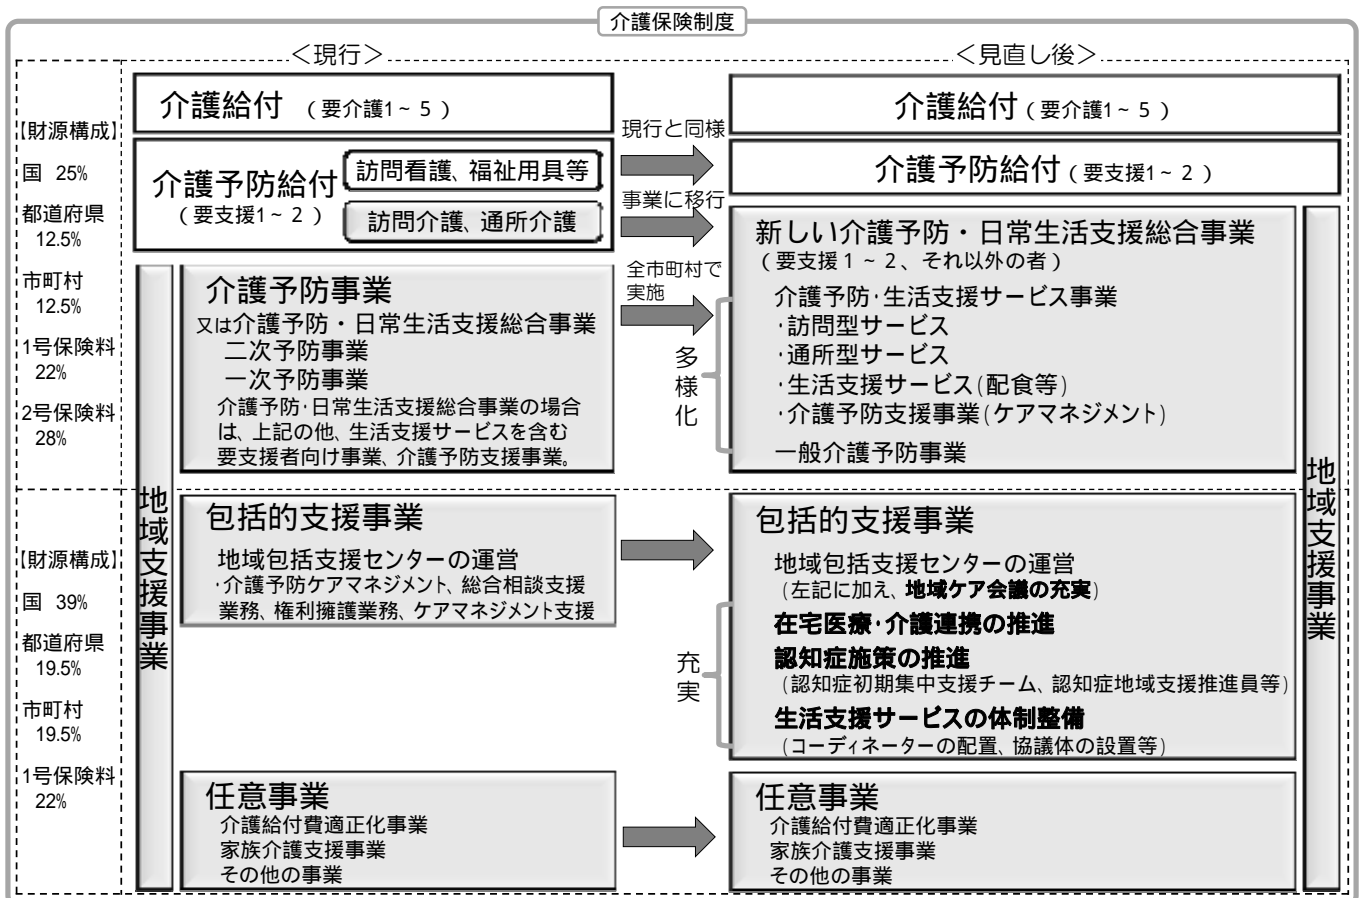 介護保険制度
＜現行＞
＜見直し後＞
【財源構成】
国 25%
都道府県
12.5%
市町村
12.5%
1号保険料
22%
2号保険料
28%
【財源構成】
国 39%
都道府県
19.5%
市町村
19.5%
1号保険料
22%
介護給付 （要介護1~５）
介護予防給付
（要支援1~２）
訪問看護、福祉用具等
訪問介護、通所介護
地域支援事業
介護予防事業
又は介護予防・日常生活支援総合事業
二次予防事業
一次予防事業
介護予防・日常生活支援総合事業の場合
は、上記の他、生活支援サービスを含む
要支援者向け事業、介護予防支援事業。
包括的支援事業
地域包括支援センターの運営
・介護予防ケアマネジメント、総合相談支援
業務、権利擁護業務、ケアマネジメント支援
任意事業
介護給付費適正化事業
家族介護支援事業
その他の事業
現行と同様
事業に移行
全市町村で
実施
多様化
充実
介護給付（要介護1~５）
介護予防給付（要支援1~２）
新しい介護予防・日常生活支援総合事業
（要支援１~２、それ以外の者）
介護予防・生活支援サービス事業
・訪問型サービス
・通所型サービス
・生活支援サービス(配食等)
・介護予防支援事業(ケアマネジメント)
一般介護予防事業
包括的支援事業
地域包括支援センターの運営
(左記に加え、地域ケア会議の充実)
在宅医療・介護連携の推進
認知症施策の推進
(認知症初期集中支援チーム、認知症地域支援推進員等)
生活支援サービスの体制整備
(コーディネーターの配置、協議体の設置等)
任意事業
介護給付費適正化事業
家族介護支援事業
その他の事業
地域支援事業